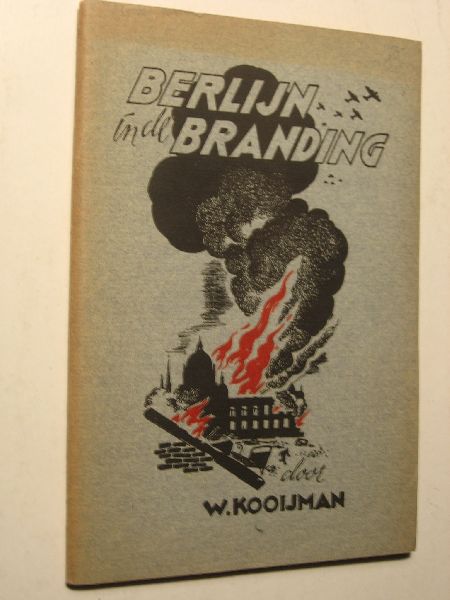 BERLIJN
in de BRANDING
door
W. KOOIJMAN